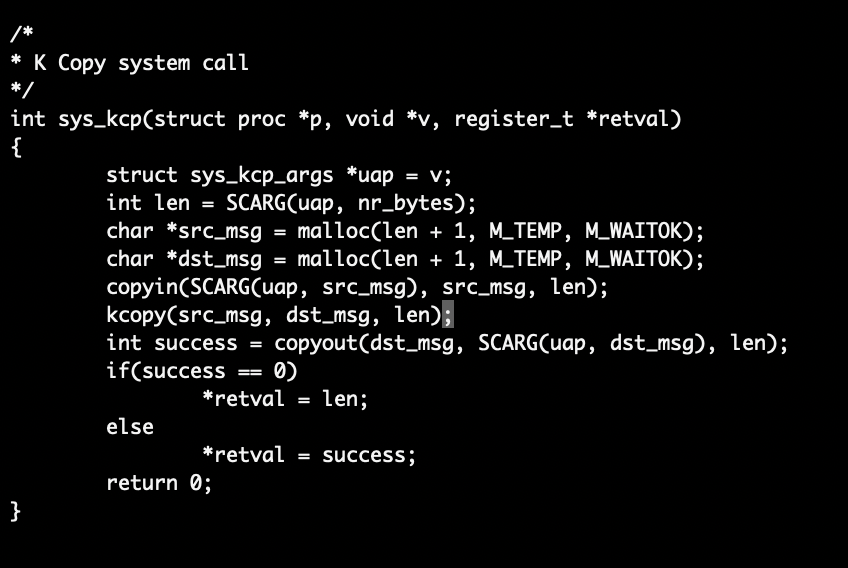 /*
* K Copy system call
*/
int sys_kcp(struct proc *p, void *v, register_t *retval)
{
        struct sys_kcp_args *uap = v;
        int len = SCARG(uap, nr_bytes);
        char *src_msg = malloc(len + 1, M_TEMP, M_WAITOK);
        char *dst_msg = malloc(len + 1, M_TEMP, M_WAITOK);
        copyin(SCARG(uap, src_msg), src_msg, len);
        kcopy(src_msg, dst_msg, len);
        int success = copyout(dst_msg, SCARG(uap, dst_msg), len);
        if(success == 0)
                *retval = len;
        else
                *retval = success;
        return 0;
}